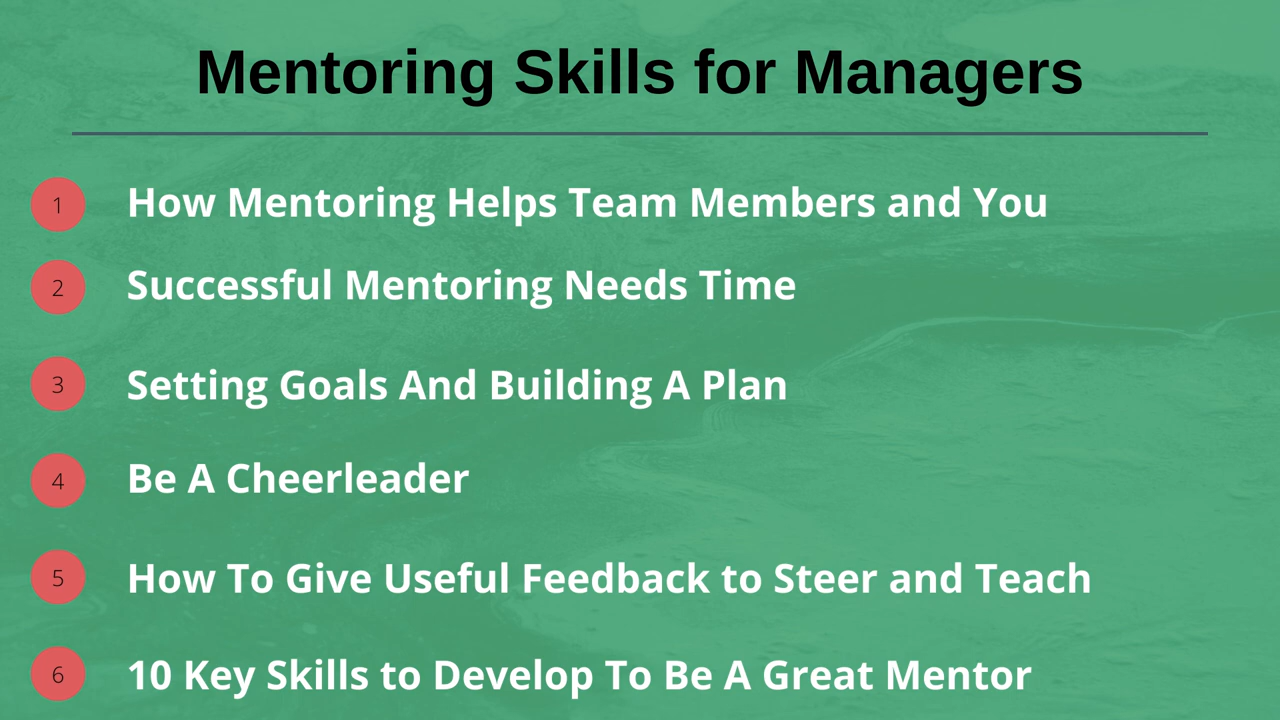 Mentoring Skills for Managers
1 How Mentoring Helps Team Members and You
2 Successful Mentoring Needs Time
3 Setting Goals And Building A Plan
4 Be A Cheerleader
5 How To Give Useful Feedback to Steer and Teach
6 10 Key Skills to Develop To Be A Great Mentor